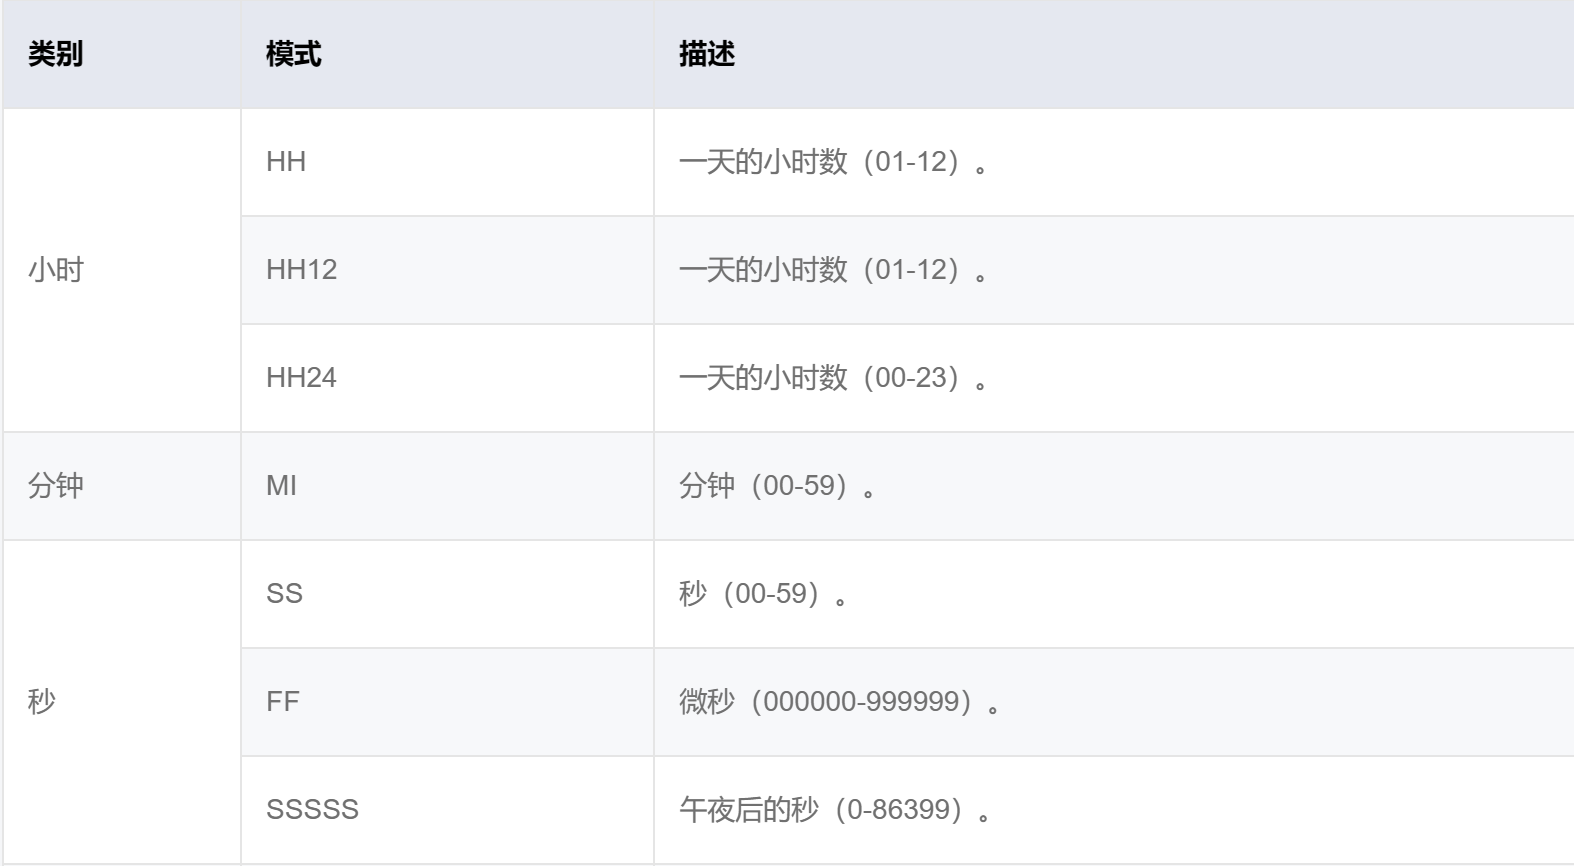 类别 模式 描述
HH 一天的小时数（01-12）。
小时 HH12 一天的小时数（01-12）。
HH24 一天的小时数（00-23）。
分钟 MI 分钟（00-59）。
SS 秒（00-59）。
秒 FF 微秒（000000-999999）。
SSSSS 午夜后的秒（0-86399）。